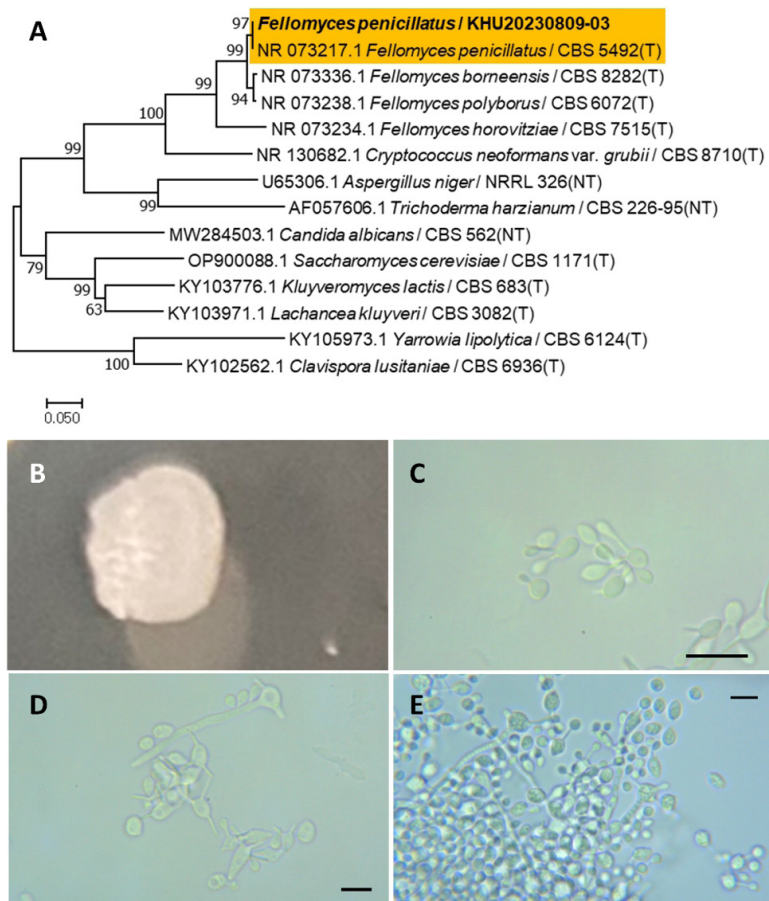 A
97
Fellomyces penicillatus / KHU20230809-03
99
NR 073217.1 Fellomyces penicillatus / CBS 5492(T)
99
NR 073336.1 Fellomyces borneensis / CBS 8282(T)
94
NR 073238.1 Fellomyces polyborus / CBS 6072(T)
100
NR 073234.1 Fellomyces horovitziae / CBS 7515(T)
99
NR 130682.1 Cryptococcus neoformans var. grubii / CBS 8710(T)
U65306.1 Aspergillus niger / NRRL 326(NT)
99
AF057606.1 Trichoderma harzianum / CBS 226-95(NT)
MW284503.1 Candida albicans / CBS 562(NT)
79
OP900088.1 Saccharomyces cerevisiae / CBS 1171(T)
99
KY103776.1 Kluyveromyces lactis / CBS 683(T)
63
KY103971.1 Lachancea kluyveri / CBS 3082(T)
KY105973.1 Yarrowia lipolytica / CBS 6124(T)
100
KY102562.1 Clavispora lusitaniae / CBS 6936(T)
0.050
B
C
D
E